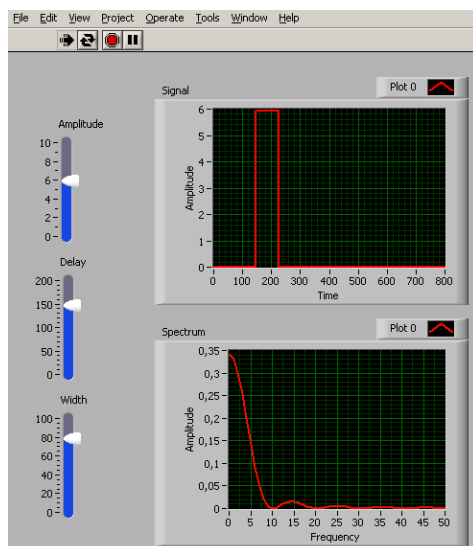 File Edit View Project Operate Tools Window Help
Signal
Plot 0
Amplitude
10
8
6
4
2
0
Amplitude
6
5
4
3
2
1
0
0 100 200 300 400 500 600 700 800
Time
Delay
200
150
100
50
0
Spectrum
Plot 0
Width
100
80
60
40
20
0
Amplitude
0,35
0,3
0,25
0,2
0,15
0,1
0,05
0
0 5 10 15 20 25 30 35 40 45 50
Frequency